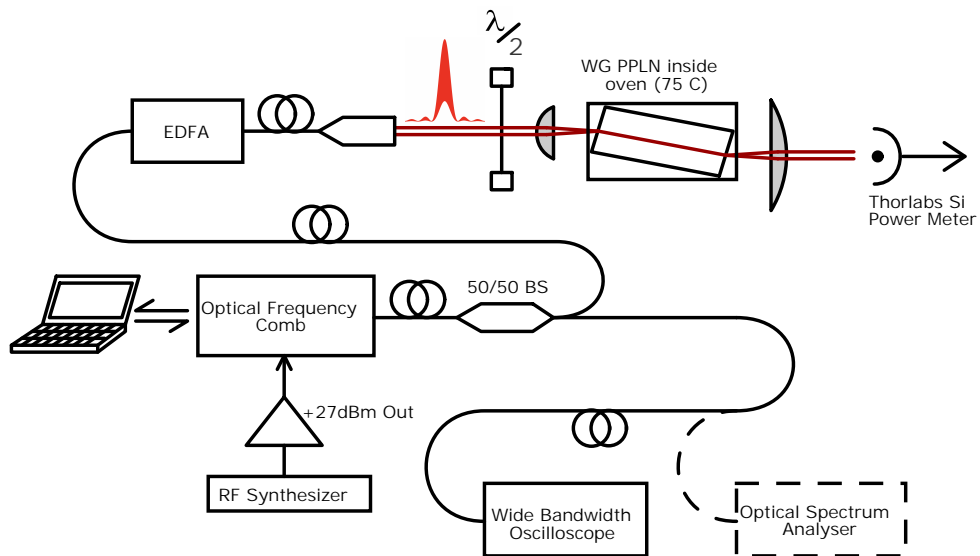 λ/2
WG PPLN inside
oven (75 C)
EDFA
Thorlabs Si
Power Meter
50/50 BS
Optical Frequency
Comb
+27dBm Out
RF Synthesizer
Wide Bandwidth
Oscilloscope
Optical Spectrum
Analyser